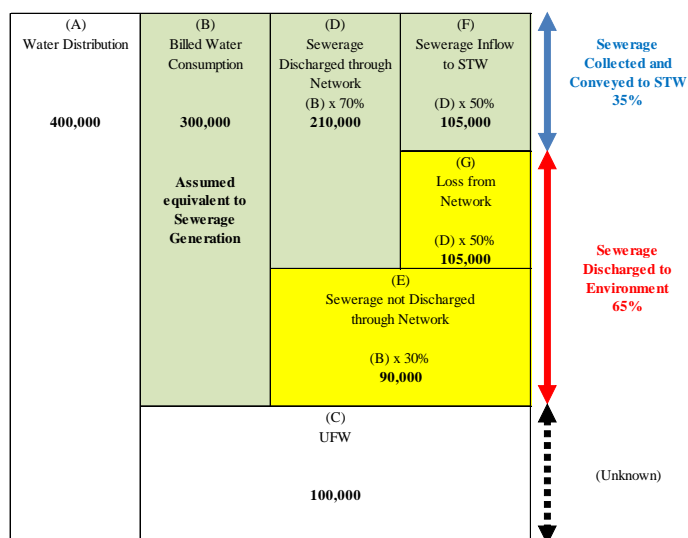 (A)
Water Distribution
400,000
(B)
Billed Water
Consumption
300,000
Assumed
equivalent to
Sewerage
Generation
(D)
Sewerage
Discharged through
Network
(B) x 70%
210,000
(F)
Sewerage Inflow
to STW
(D) x 50%
105,000
(G)
Loss from
Network
(D) x 50%
105,000
(E)
Sewerage not Discharged
through Network
(B) x 30%
90,000
(C)
UFW
100,000
Sewerage
Collected and
Conveyed to STW
35%
Sewerage
Discharged to
Environment
65%
(Unknown)